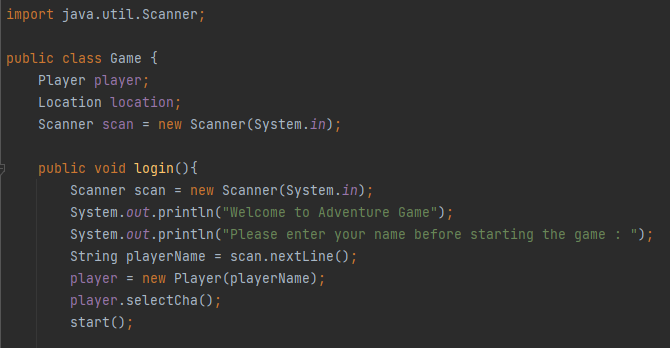 import java.util.Scanner;
public class Game {
Player player;
Location location;
Scanner scan = new Scanner(System.in);
public void login(){
Scanner scan = new Scanner(System.in);
System.out.println("Welcome to Adventure Game");
System.out.println("Please enter your name before starting the game : ");
String playerName = scan.nextLine();
player = new Player(playerName);
player.selectCha();
start();